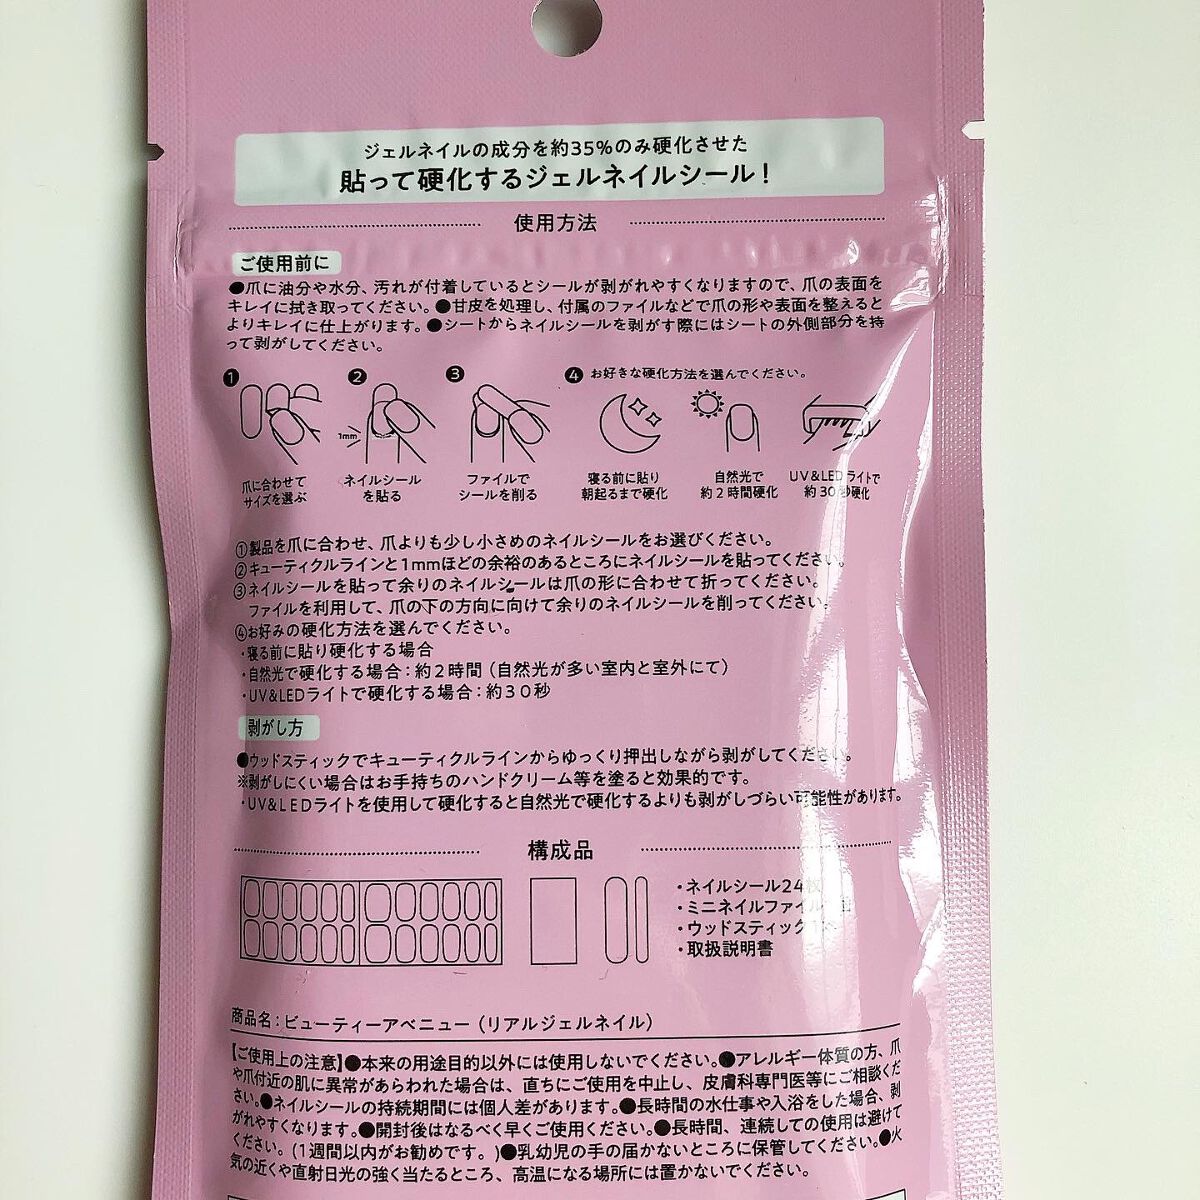 ジェルネイルの成分を約35%のみ硬化させた
貼って硬化するジェルネイルシール!
使用方法
ご使用前に
●爪に油分や水分、汚れが付着しているとシールが剥がれやすくなりますので、爪の表面を
キレイに拭き取ってください。●甘皮を処理し、付属のファイルなどで爪の形や表面を整えると
よりキレイに仕上がります。●シートからネイルシールを剥がす際にはシートの外側部分を持
って剥がしてください。
❶ ❷ ❸ ❹ お好きな硬化方法を選んでください。
1mm
爪に合わせて
サイズを選ぶ
ネイルシール
を貼る
ファイルで
シールを削る
寝る前に貼り
朝起るまで硬化
自然光で
約2時間硬化
UV&LEDライトで
約30秒硬化
①製品を爪に合わせ、爪よりも少し小さめのネイルシールをお選びください。
②キューティクルラインと1mmほどの余裕のあるところにネイルシールを貼ってください。
③ネイルシールを貼って余りのネイルシールは爪の形に合わせて折ってください。
ファイルを利用して、爪の下の方向に向けて余りのネイルシールを削ってください。
④お好みの硬化方法を選んでください。
・寝る前に貼り硬化する場合
・自然光で硬化する場合:約2時間(自然光が多い室内と室外にて)
・UV&LEDライトで硬化する場合:約30秒
剥がし方
●ウッドスティックでキューティクルラインからゆっくり押出しながら剥がしてください。
※剥がしにくい場合はお手持ちのハンドクリーム等を塗ると効果的です。
・UV&LEDライトを使用して硬化すると自然光で硬化するよりも剥がしづらい可能性があります。
構成品
・ネイルシール24枚
・ミニネイルファイル
・ウッドスティック
・取扱説明書
商品名:ビューティーアベニュー(リアルジェルネイル)
【ご使用上の注意】●本来の用途目的以外には使用しないでください。●アレルギー体質の方、爪
や爪付近の肌に異常があらわれた場合は、直ちにご使用を中止し、皮膚科専門医等にご相談くだ
さい。●ネイルシールの持続期間には個人差があります。●長時間の水仕事や入浴をした場合、剥
がれやすくなります。●開封後はなるべく早くご使用ください。●長時間、連続しての使用は避けて
ください。(1週間以内がお勧めです。)●乳幼児の手の届かないところに保管してください。●火
気の近くや直射日光の強く当たるところ、高温になる場所には置かないでください。